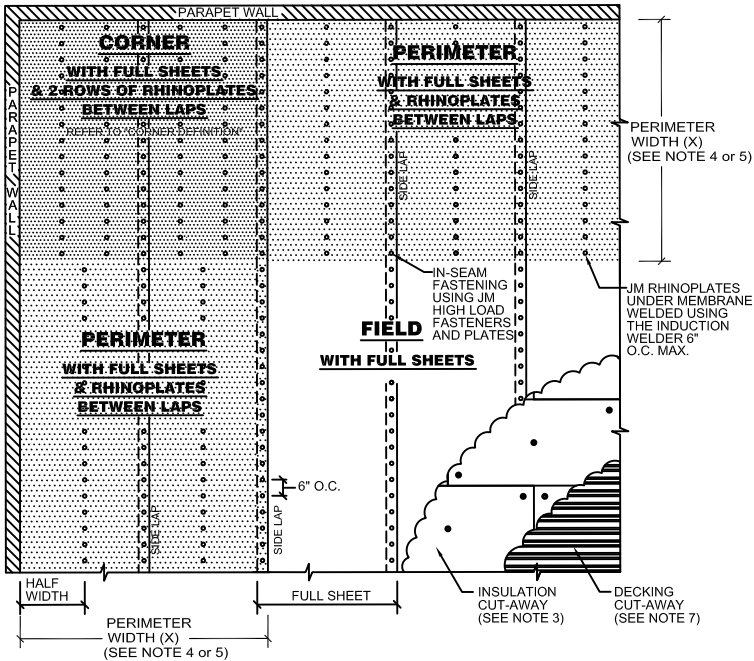 PARAPET WALL
CORNER
WITH FULL SHEETS
& 2 ROWS OF RHINOPLATES
BETWEEN LAPS
REFER TO "CORNER DEFINITION"
PERIMETER
WITH FULL SHEETS
& RHINOPLATES
BETWEEN LAPS
PARAPET WALL
SIDE LAP
SIDE LAP
PERIMETER
WIDTH (X)
(SEE NOTE 4 or 5)
IN-SEAM
FASTENING
USING JM
HIGH LOAD
FASTENERS
AND PLATES
JM RHINOPLATES
UNDER MEMBRANE
WELDED USING
THE INDUCTION
WELDER 6"
O.C. MAX.
PERIMETER
WITH FULL SHEETS
& RHINOPLATES
BETWEEN LAPS
FIELD
WITH FULL SHEETS
6" O.C.
SIDE LAP
SIDE LAP
HALF
WIDTH
FULL SHEET
INSULATION
CUT-AWAY
(SEE NOTE 3)
DECKING
CUT-AWAY
(SEE NOTE 7)
PERIMETER
WIDTH (X)
(SEE NOTE 4 or 5)